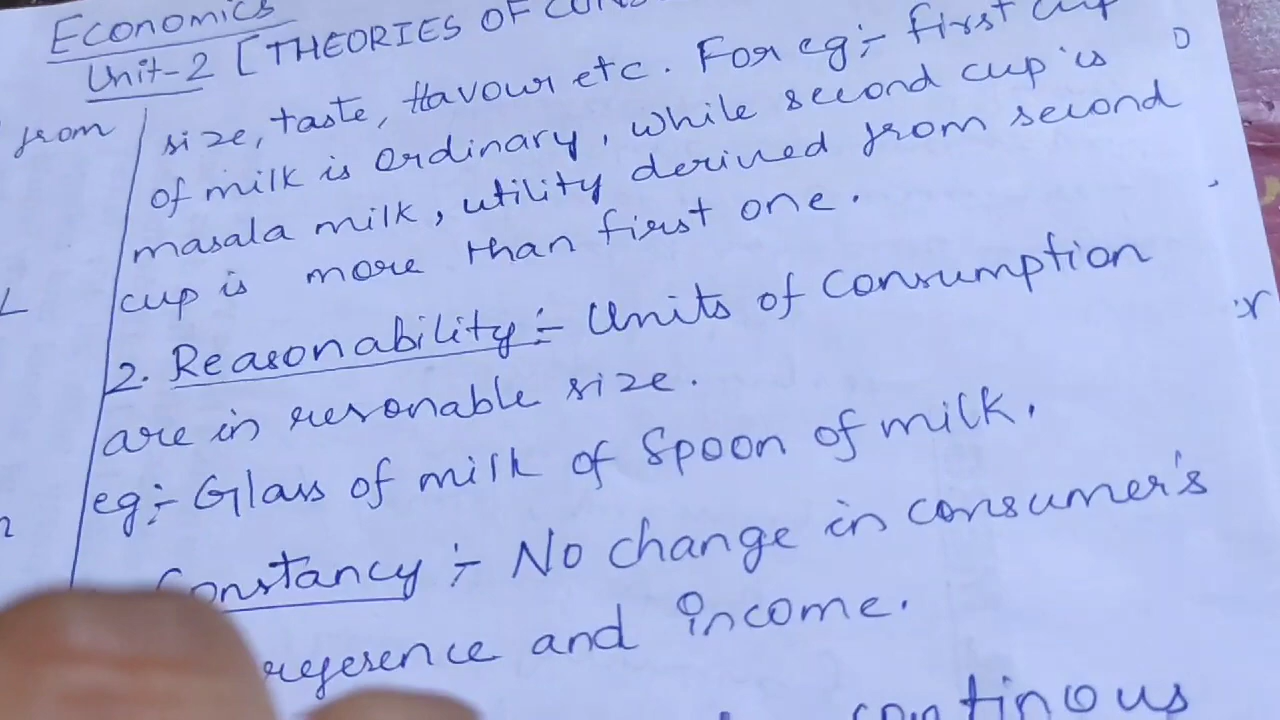 Economics
Unit-2 [THEORIES OF
from
size, taste, flavour etc. For eg:- first cup
of milk is ordinary, while second cup is
masala milk, utility derived from second
cup is more than first one.
2. Reasonability :- Units of consumption
are in resonable size.
eg:- Glass of milk of Spoon of milk.
Constancy :- No change in consumer's
and income.
continous